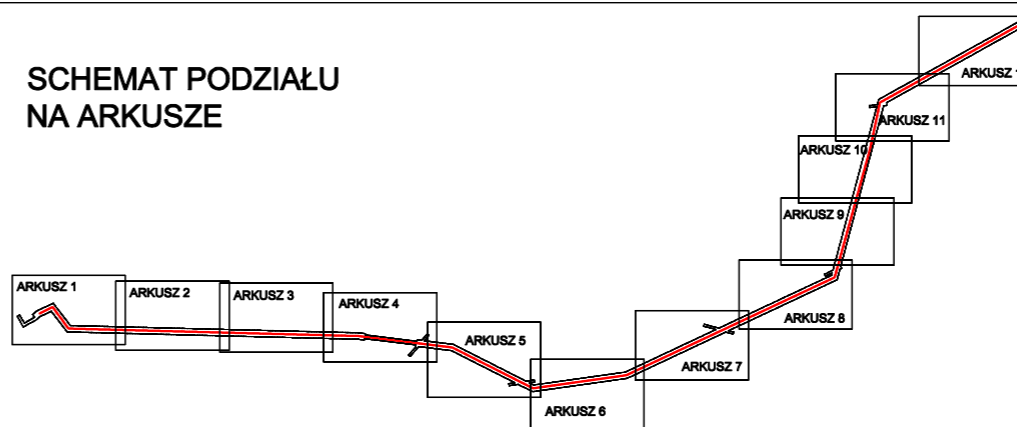 SCHEMAT PODZIAŁU
NA ARKUSZE
ARKUSZ 1
ARKUSZ 2
ARKUSZ 3
ARKUSZ 4
ARKUSZ 5
ARKUSZ 6
ARKUSZ 7
ARKUSZ 8
ARKUSZ 9
ARKUSZ 10
ARKUSZ 11
ARKUSZ